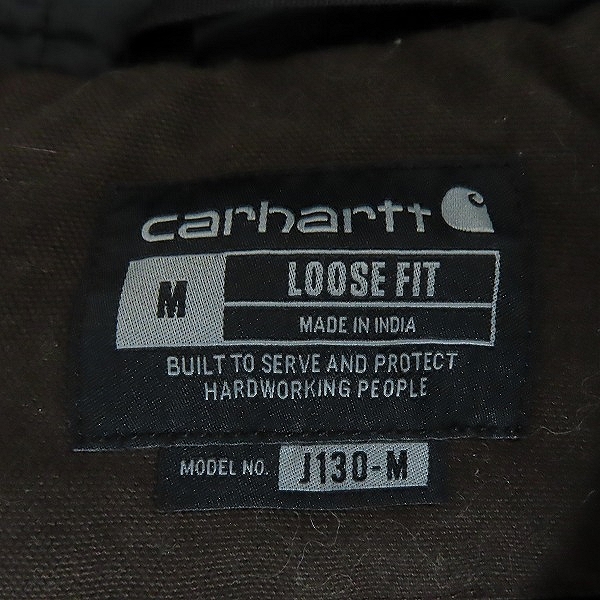 carhartt
M
LOOSE FIT
MADE IN INDIA
BUILT TO SERVE AND PROTECT
HARDWORKING PEOPLE
MODEL NO. J130-M